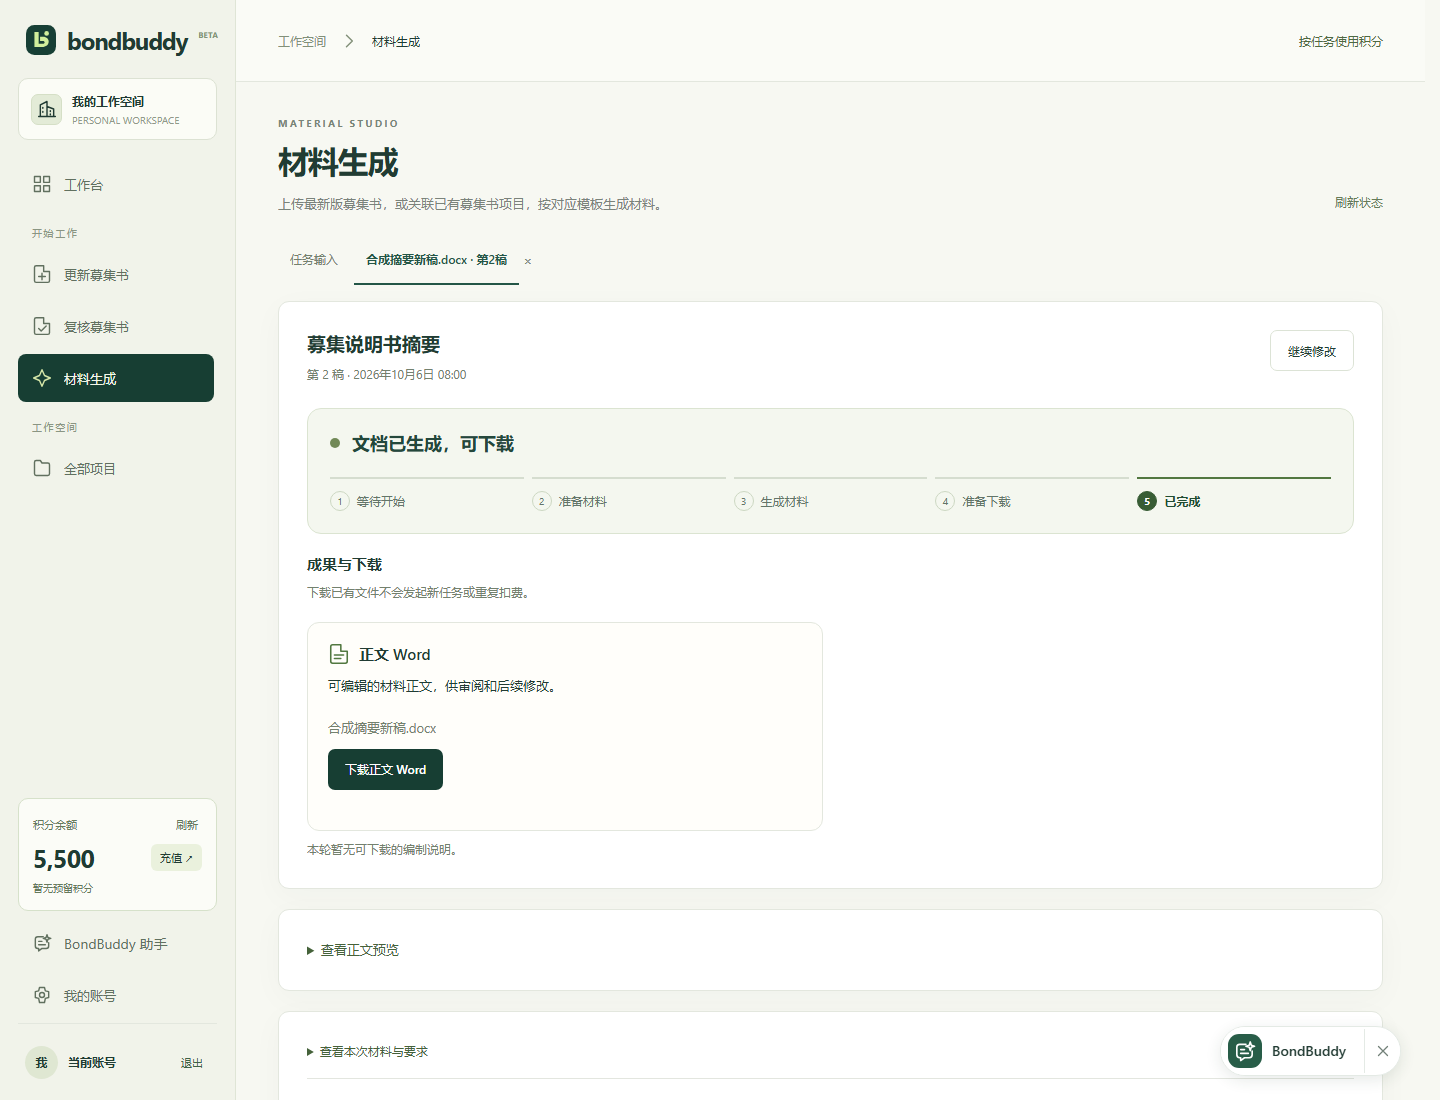 bondbuddy BETA
我的工作空间
PERSONAL WORKSPACE
工作台
开始工作
更新募集书
复核募集书
材料生成
工作空间
全部项目
积分余额 刷新
5,500 充值 ↗
暂无预留积分
BondBuddy 助手
我的账号
我 当前账号 退出
工作空间 > 材料生成 按任务使用积分
MATERIAL STUDIO
材料生成
上传最新版募集书，或关联已有募集书项目，按对应模板生成材料。 刷新状态
任务输入 合成摘要新稿.docx · 第2稿 ×
募集说明书摘要
第 2 稿 · 2026年10月6日 08:00
继续修改
文档已生成，可下载
1 等待开始 2 准备材料 3 生成材料 4 准备下载 5 已完成
成果与下载
下载已有文件不会发起新任务或重复扣费。
正文 Word
可编辑的材料正文，供审阅和后续修改。
合成摘要新稿.docx
下载正文 Word
本轮暂无可下载的编制说明。
▶ 查看正文预览
▶ 查看本次材料与要求
BondBuddy ×